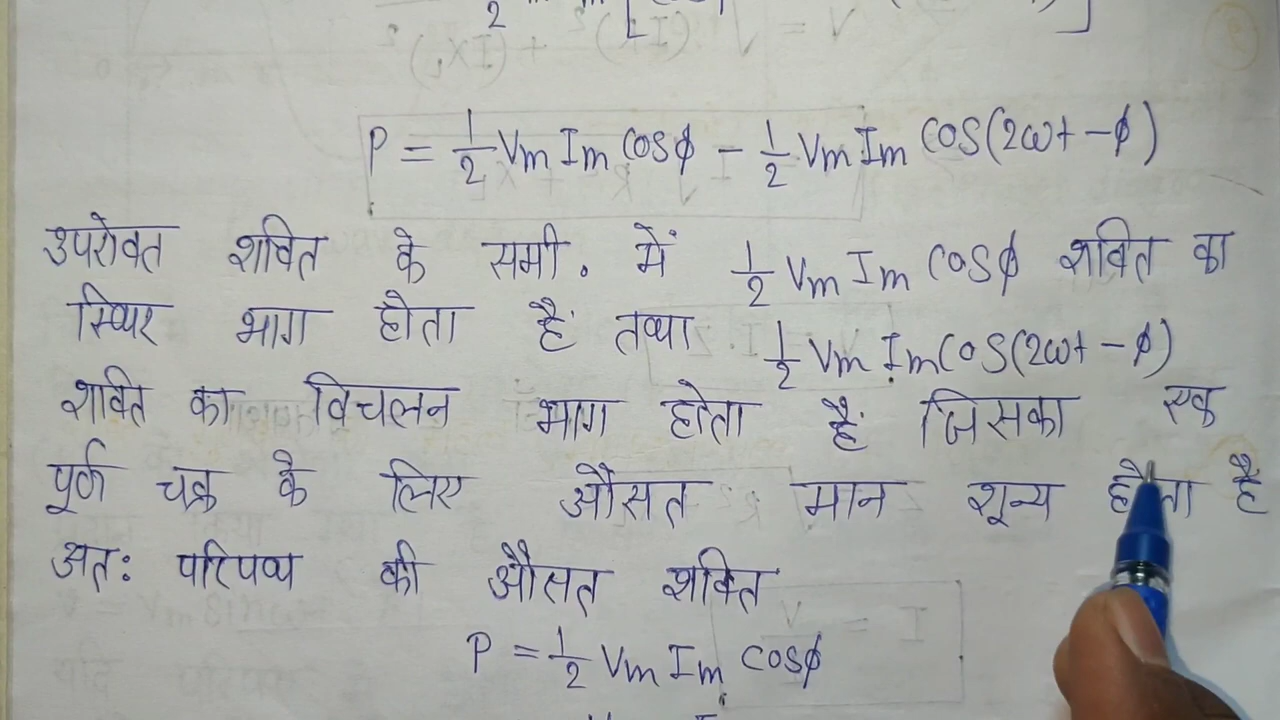 P = 1/2 Vm Im Cosϕ − 1/2 Vm Im Cos(2ωt − ϕ)
उपरोक्त शक्ति के समी. में 1/2 Vm Im Cosϕ शक्ति का
स्थिर भाग होता हैं तथा 1/2 Vm Im Cos(2ωt − ϕ)
शक्ति का विचलन भाग होता हैं जिसका एक
पूर्ण चक्र के लिए औसत मान शून्य होता हैं
अतः परिपथ की औसत शक्ति
P = 1/2 Vm Im cosϕ